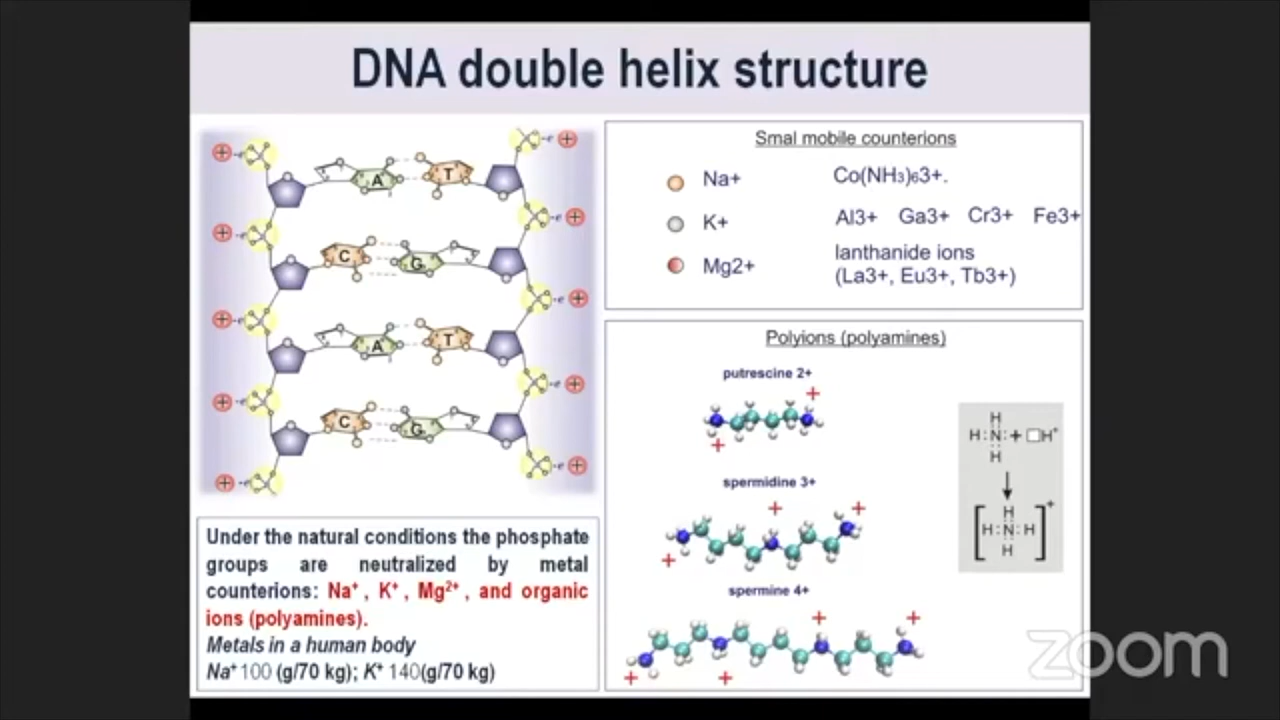 DNA double helix structure
A T
C G
A T
C G
Under the natural conditions the phosphate
groups are neutralized by metal
counterions: Na⁺ , K⁺ , Mg²⁺ , and organic
ions (polyamines).
Metals in a human body
Na⁺ 100 (g/70 kg); K⁺ 140(g/70 kg)
Smal mobile counterions
Na+ Co(NH₃)₆3+.
K+ Al3+ Ga3+ Cr3+ Fe3+
Mg2+ lanthanide ions
(La3+, Eu3+, Tb3+)
Polyions (polyamines)
putrescine 2+
spermidine 3+
spermine 4+
H
H:N: + □H⁺
H
H
[H:N:H]⁺
H
zoom